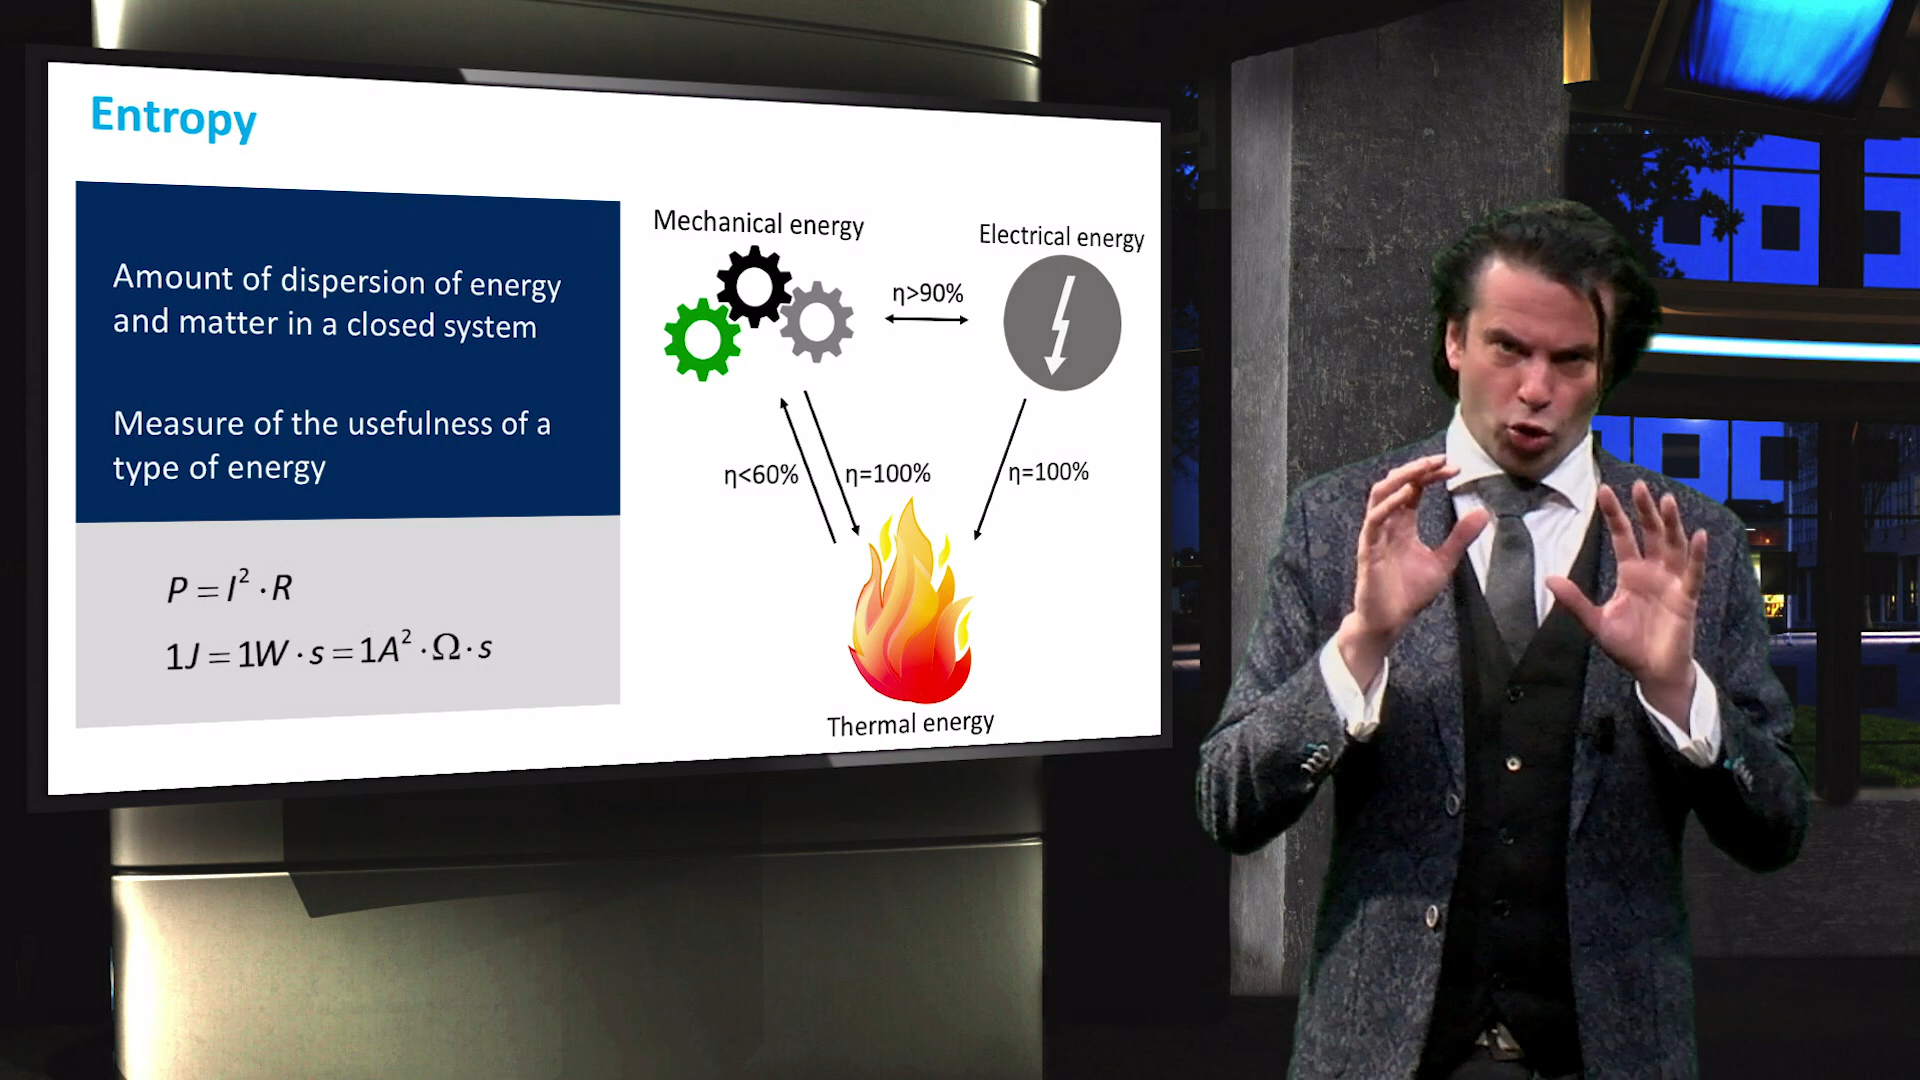 Entropy
Amount of dispersion of energy
and matter in a closed system
Measure of the usefulness of a
type of energy
P = I² · R
1J = 1W · s = 1A² · Ω · s
Mechanical energy
Electrical energy
η>90%
η<60%
η=100%
η=100%
Thermal energy